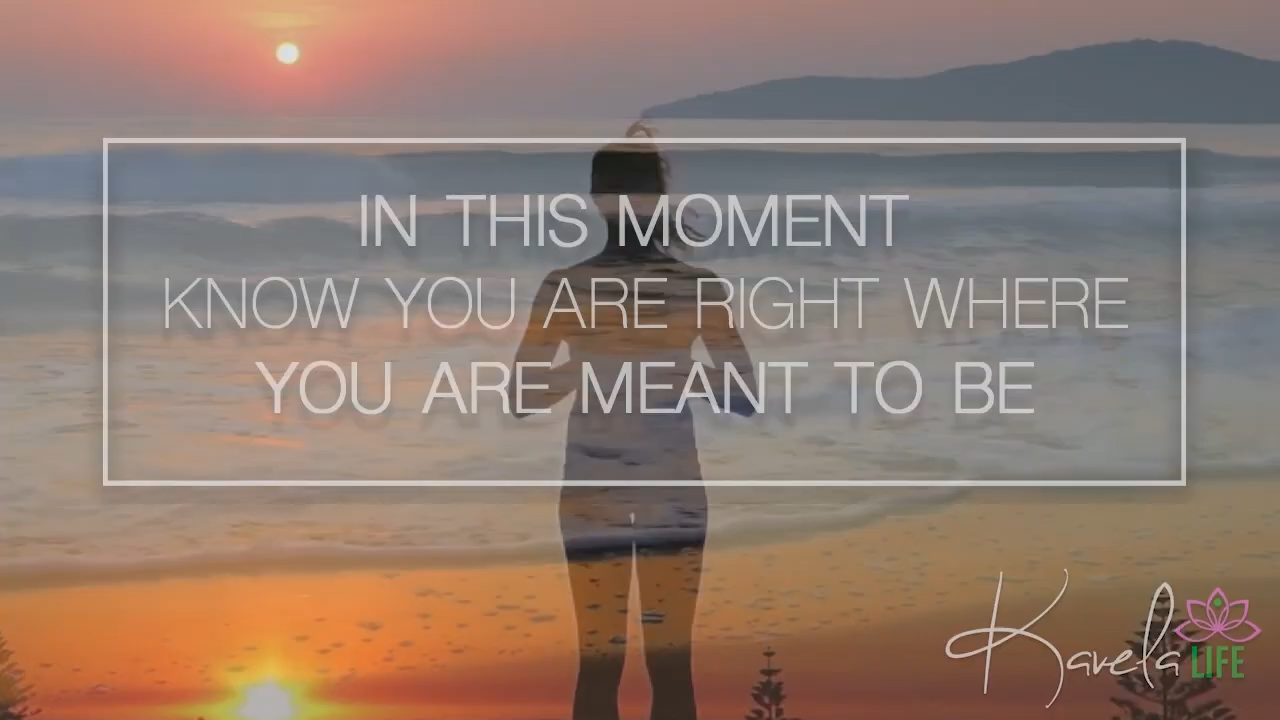 IN THIS MOMENT
KNOW YOU ARE RIGHT WHERE
YOU ARE MEANT TO BE
Kavela
LIFE